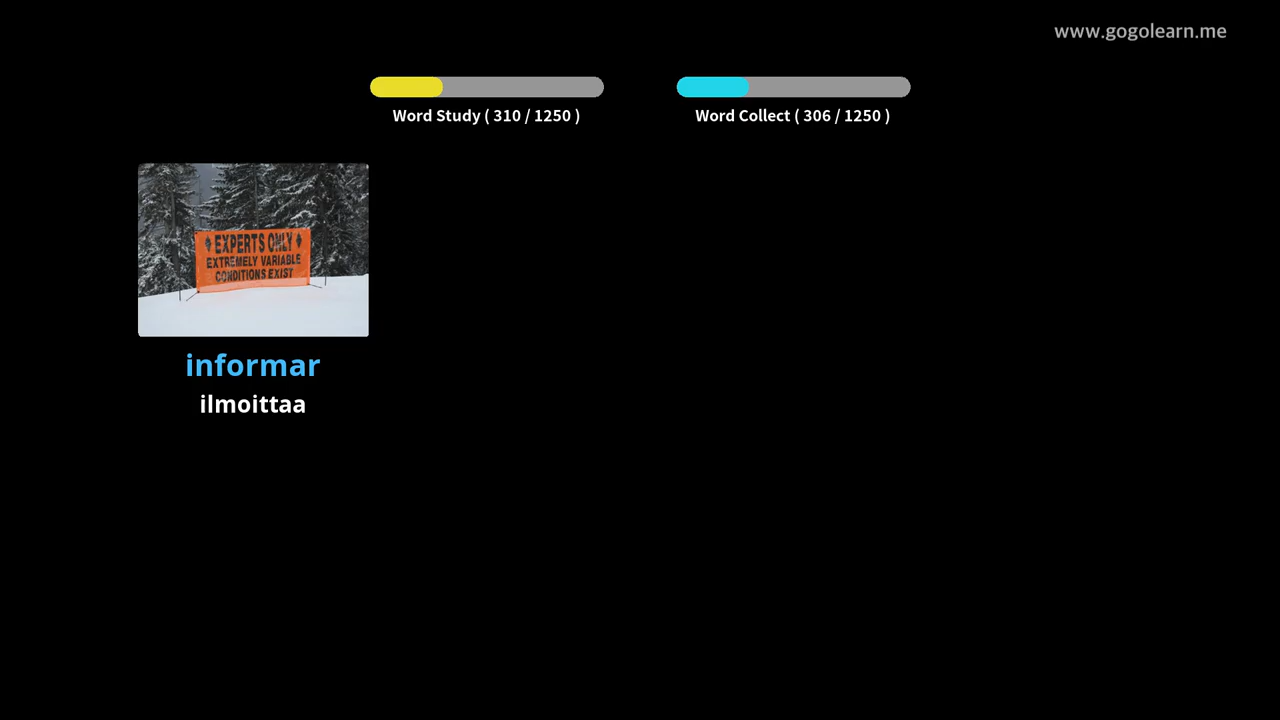 www.gogolearn.me
Word Study ( 310 / 1250 )
Word Collect ( 306 / 1250 )
EXPERTS ONLY
EXTREMELY VARIABLE
CONDITIONS EXIST
informar
ilmoittaa